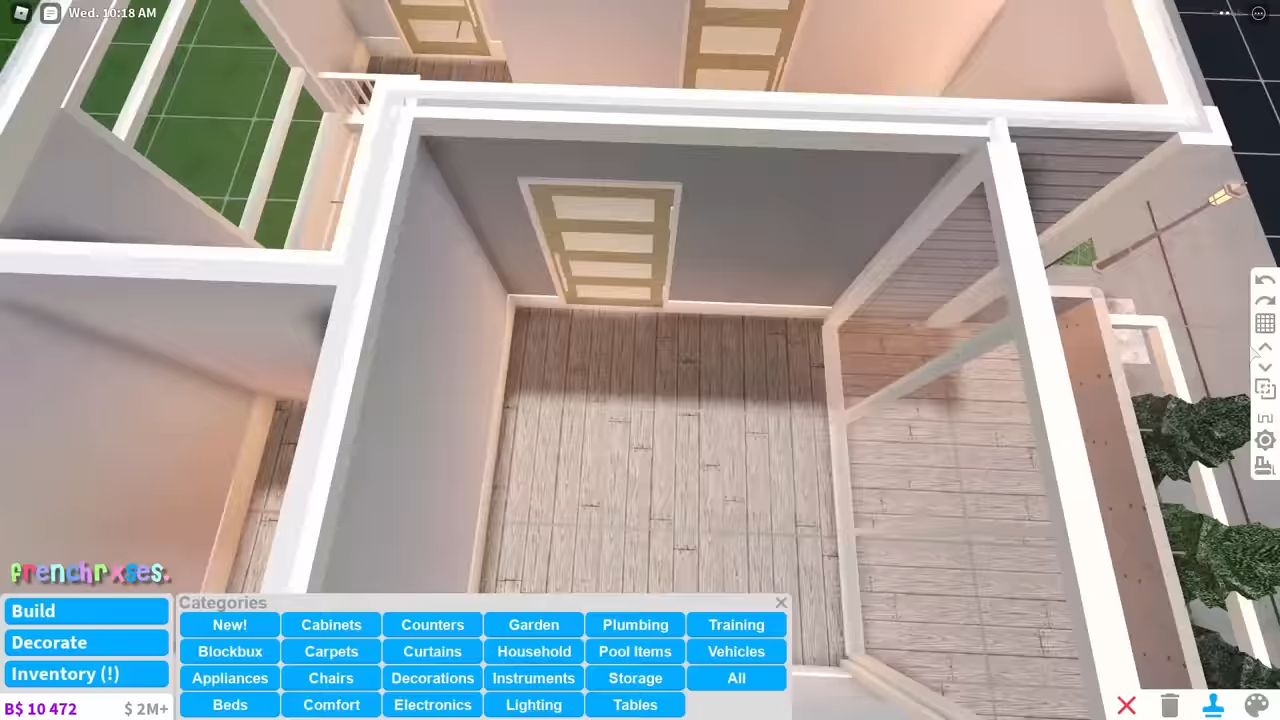 Wed. 10:18 AM
frenchrxses.
Build
Decorate
Inventory (!)
B$ 10 472
$ 2M+
Categories
New!
Cabinets
Counters
Garden
Plumbing
Training
Blockbux
Carpets
Curtains
Household
Pool Items
Vehicles
Appliances
Chairs
Decorations
Instruments
Storage
All
Beds
Comfort
Electronics
Lighting
Tables